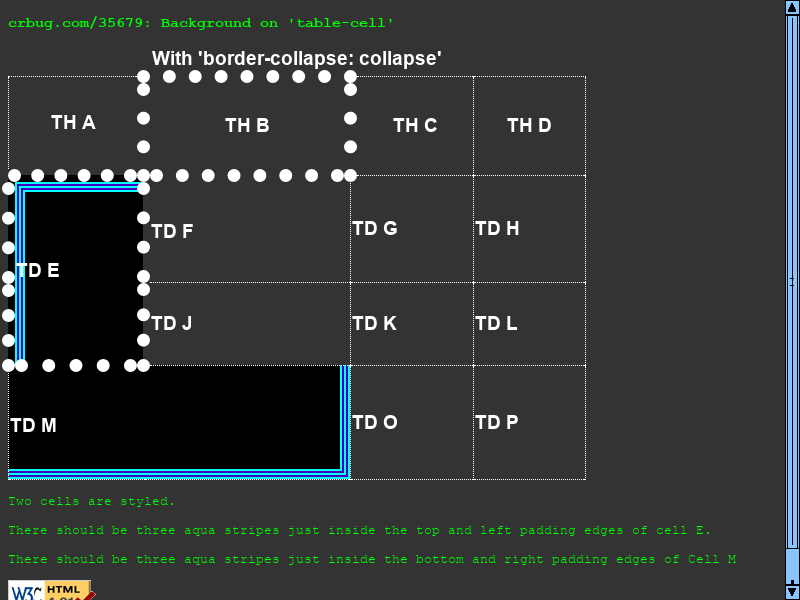 crbug.com/35679: Background on 'table-cell'
With 'border-collapse: collapse'
TH A TH B TH C TH D
TD E TD F TD G TD H
TD J TD K TD L
TD M TD O TD P
Two cells are styled.
There should be three aqua stripes just inside the top and left padding edges of cell E.
There should be three aqua stripes just inside the bottom and right padding edges of Cell M
W3C HTML